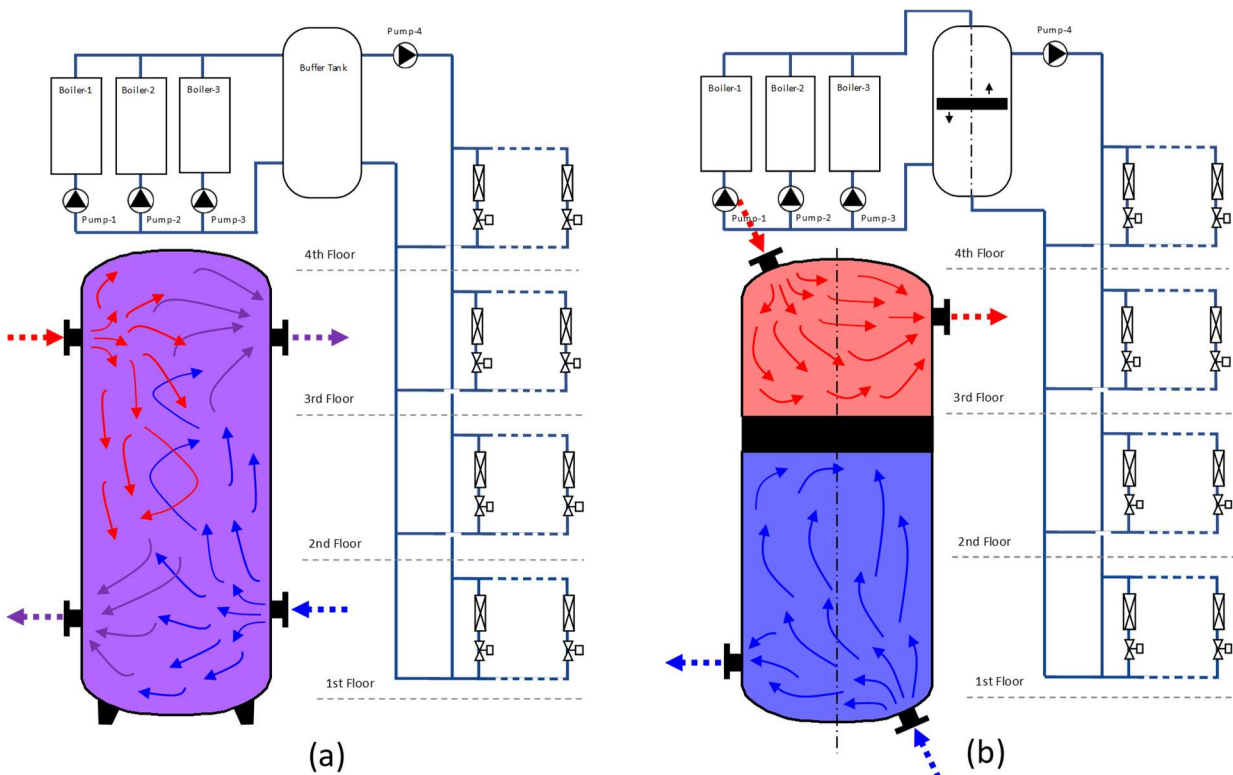 Pump-4
Buffer Tank
Boiler-1
Boiler-2
Boiler-3
Pump-1
Pump-2
Pump-3
4th Floor
3rd Floor
2nd Floor
1st Floor
(a)
Pump-4
Boiler-1
Boiler-2
Boiler-3
Pump-1
Pump-2
Pump-3
4th Floor
3rd Floor
2nd Floor
1st Floor
(b)